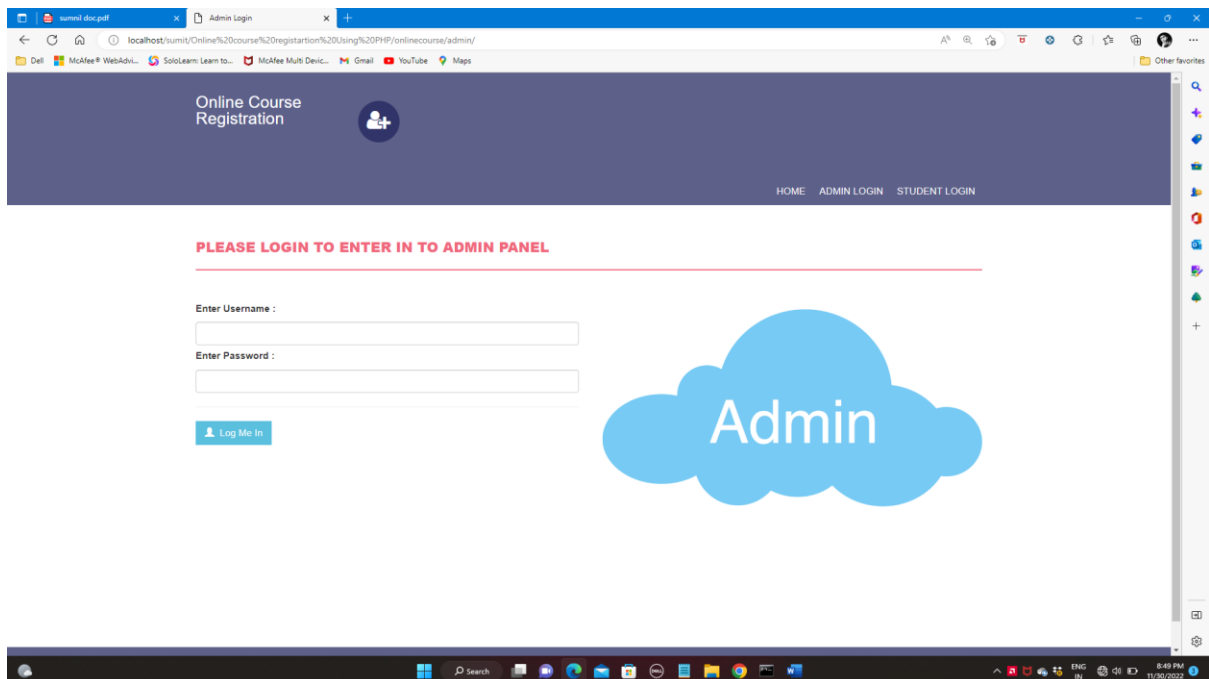 sumnil doc.pdf
Admin Login
localhost/sumit/Online%20course%20registartion%20Using%20PHP/onlinecourse/admin/
Dell
McAfee® WebAdvi...
SoloLearn: Learn to...
McAfee Multi Devic...
Gmail
YouTube
Maps
Other favorites
Online Course
Registration
HOME ADMIN LOGIN STUDENT LOGIN
PLEASE LOGIN TO ENTER IN TO ADMIN PANEL
Enter Username :
Enter Password :
Log Me In
Admin
Search
ENG
IN
8:49 PM
11/30/2022